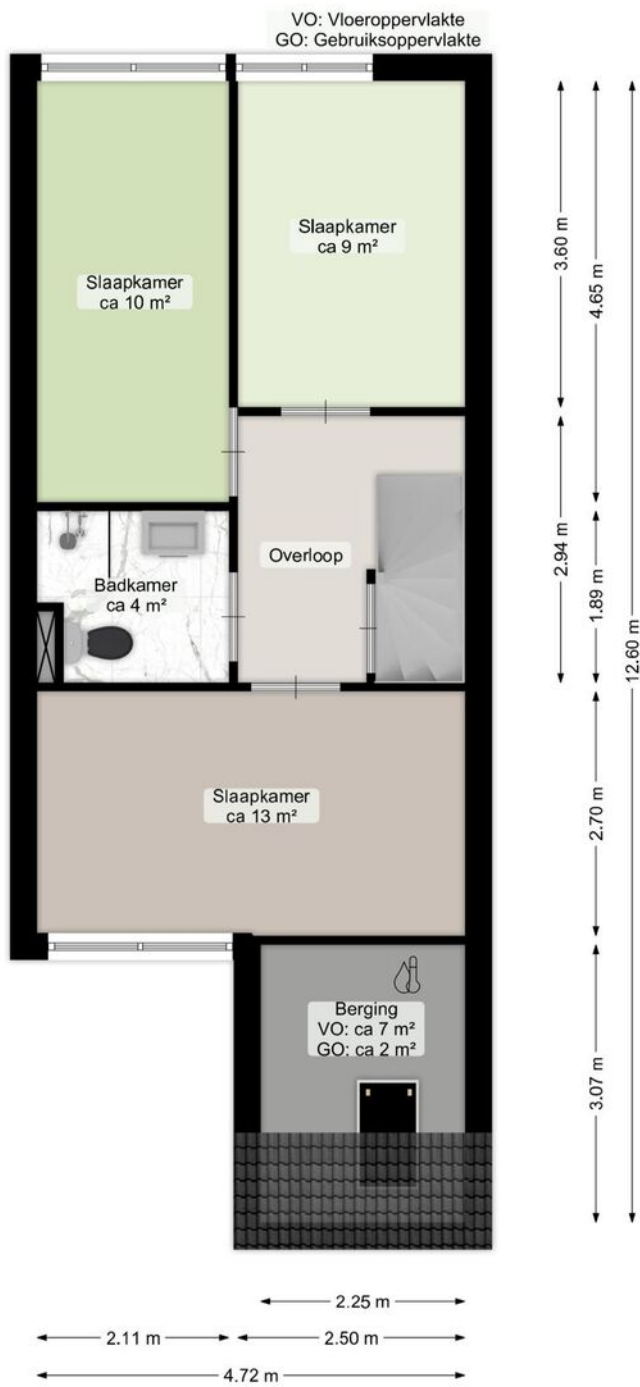 VO: Vloeroppervlakte
GO: Gebruiksoppervlakte
Slaapkamer
ca 9 m²
Slaapkamer
ca 10 m²
Overloop
Badkamer
ca 4 m²
Slaapkamer
ca 13 m²
Berging
VO: ca 7 m²
GO: ca 2 m²
3.60 m
4.65 m
2.94 m
1.89 m
12.60 m
2.70 m
3.07 m
2.25 m
2.11 m
2.50 m
4.72 m